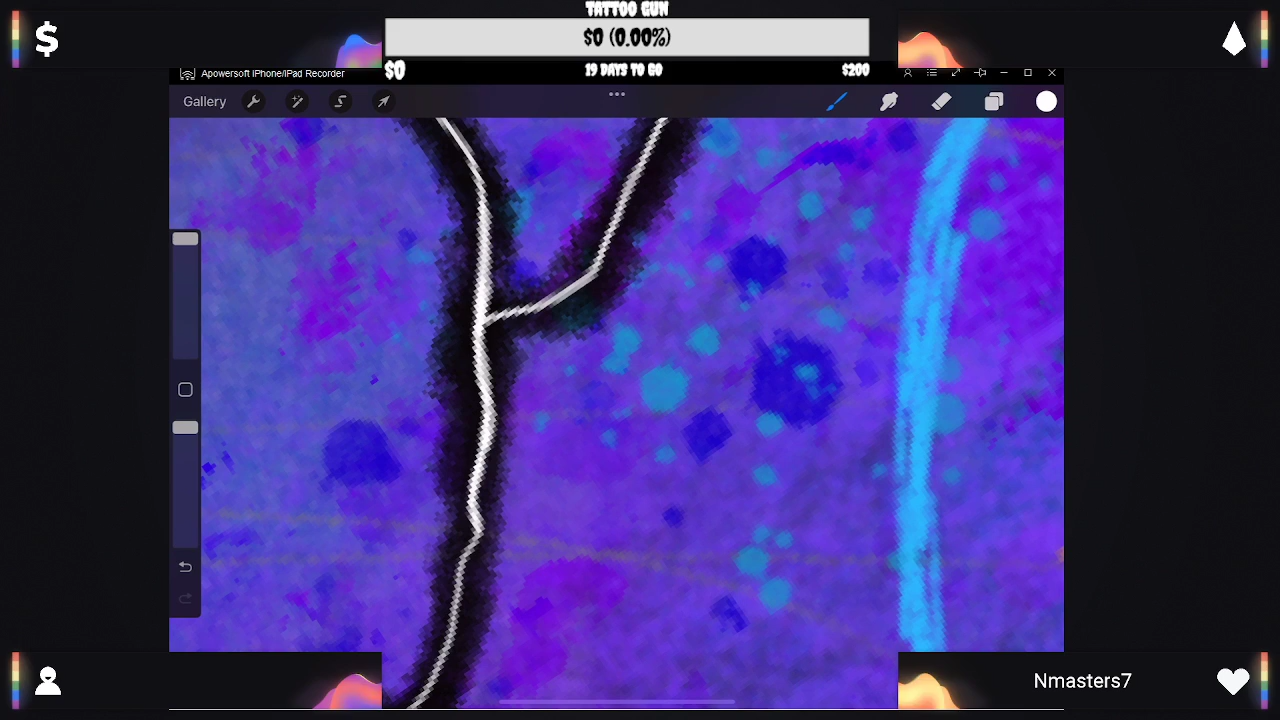 TATTOO GUN
$
$0 (0.00%)
$0
19 DAYS TO GO
$200
Apowersoft iPhone/iPad Recorder
Gallery
Nmasters7